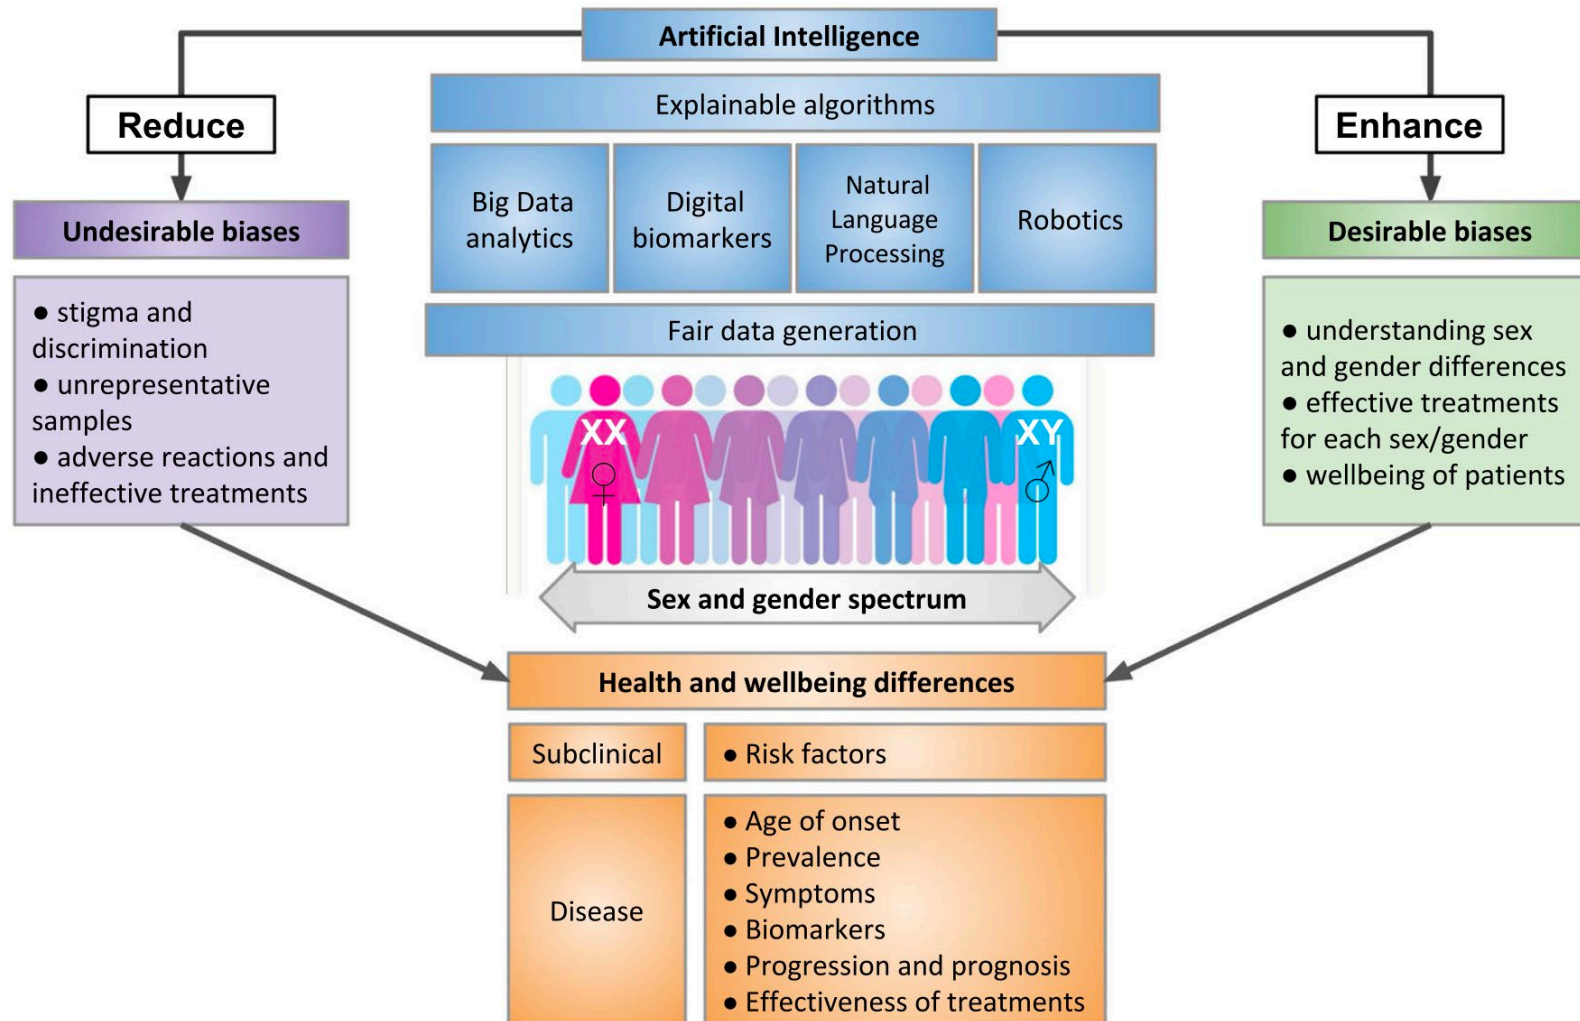 Artificial Intelligence
Reduce
Undesirable biases
● stigma and
discrimination
● unrepresentative
samples
● adverse reactions and
ineffective treatments
Explainable algorithms
Big Data
analytics
Digital
biomarkers
Natural
Language
Processing
Robotics
Fair data generation
XX
♀
XY
♂
Sex and gender spectrum
Enhance
Desirable biases
● understanding sex
and gender differences
● effective treatments
for each sex/gender
● wellbeing of patients
Health and wellbeing differences
Subclinical
● Risk factors
Disease
● Age of onset
● Prevalence
● Symptoms
● Biomarkers
● Progression and prognosis
● Effectiveness of treatments